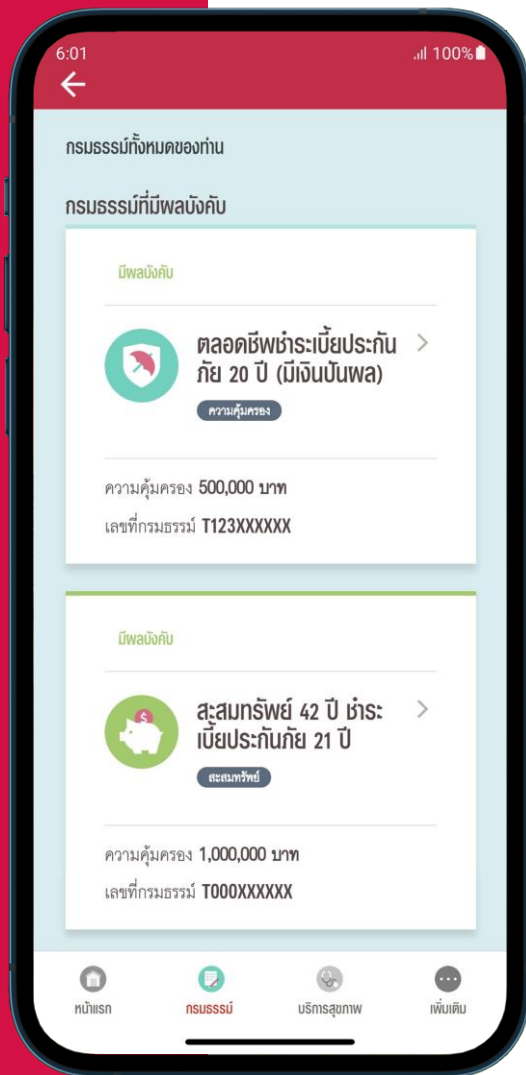 6:01
100%
กรมธรรม์ทั้งหมดของท่าน
กรมธรรม์ที่มีผลบังคับ
มีผลบังคับ
ตลอดชีพชำระเบี้ยประกัน
ภัย 20 ปี (มีเงินปันผล)
ความคุ้มครอง
ความคุ้มครอง 500,000 บาท
เลขที่กรมธรรม์ T123XXXXXX
มีผลบังคับ
สะสมทรัพย์ 42 ปี ชำระ
เบี้ยประกันภัย 21 ปี
สะสมทรัพย์
ความคุ้มครอง 1,000,000 บาท
เลขที่กรมธรรม์ T000XXXXXX
หน้าแรก
กรมธรรม์
บริการสุขภาพ
เพิ่มเติม